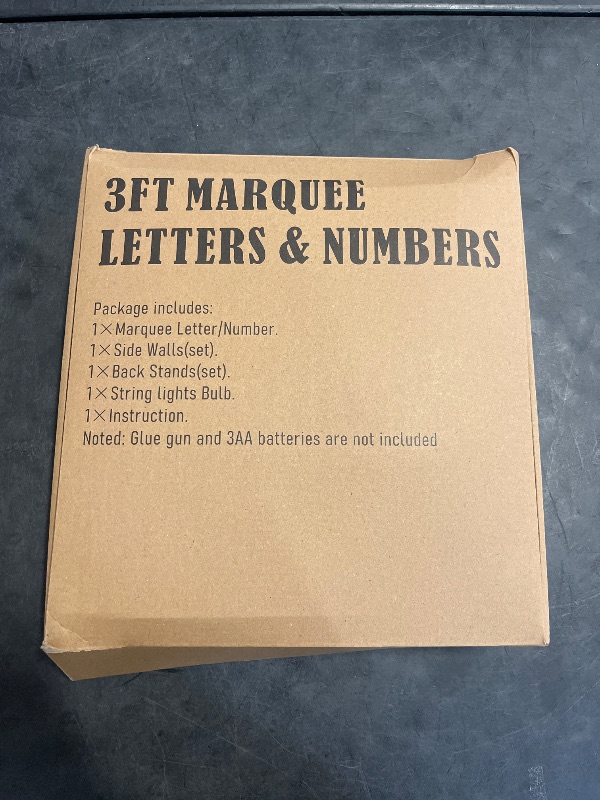 3FT MARQUEE
LETTERS & NUMBERS
Package includes:
1×Marquee Letter/Number.
1×Side Walls(set).
1×Back Stands(set).
1×String lights Bulb.
1×Instruction.
Noted: Glue gun and 3AA batteries are not included